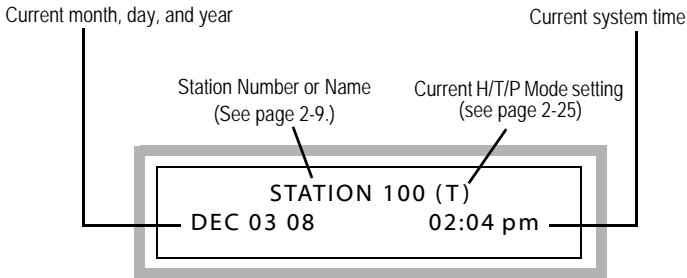 Current month, day, and year
Current system time
Station Number or Name
(See page 2-9.)
Current H/T/P Mode setting
(see page 2-25)
STATION 100 (T)
DEC 03 08 02:04 pm